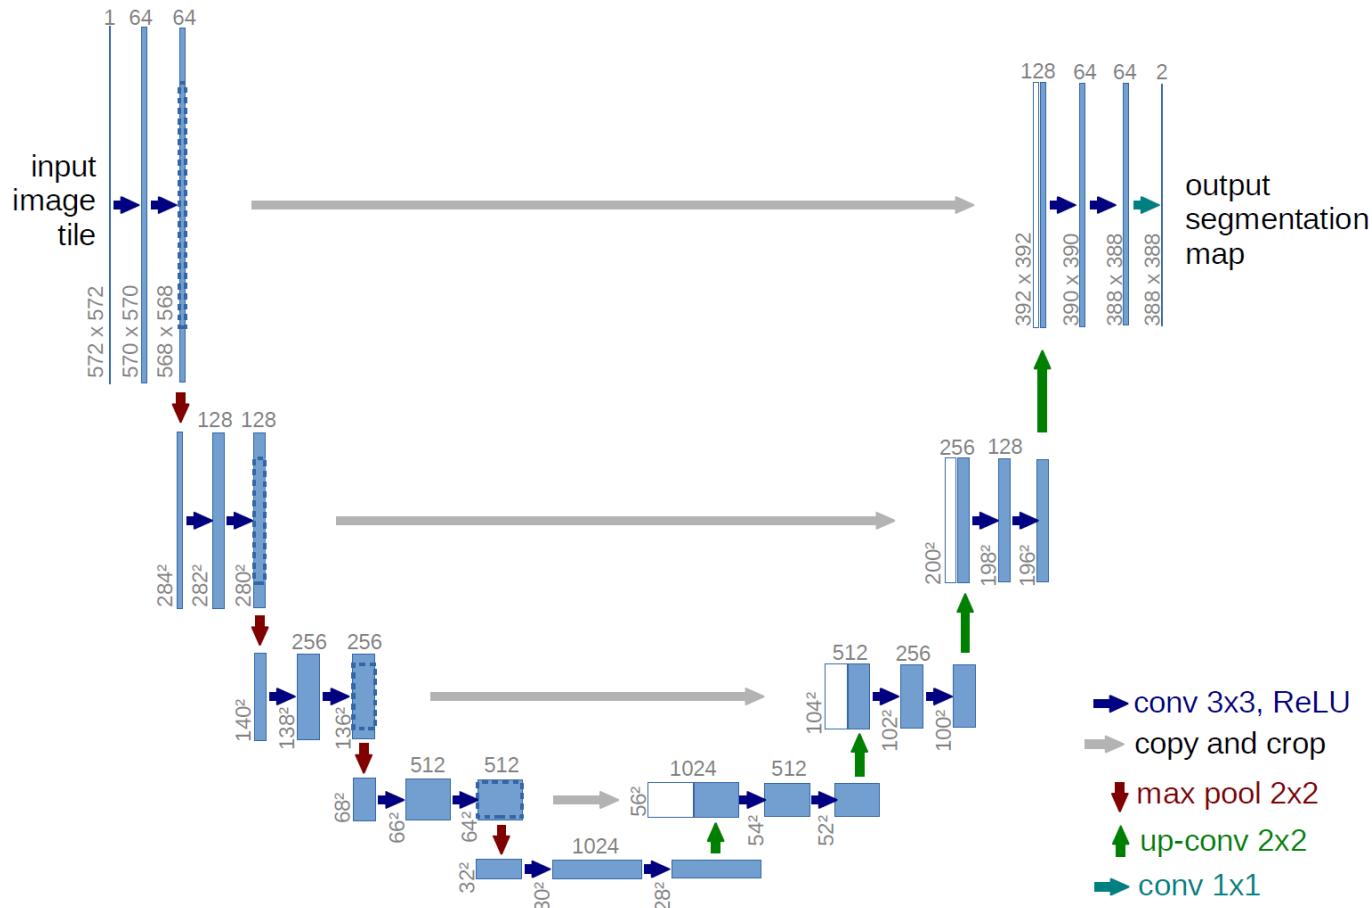 1 64 64
128
64 64 2
input
image
tile
output
segmentation
map
572 x 572
570 x 570
568 x 568
392 x 392
390 x 390
388 x 388
388 x 388
128 128
256 128
284²
282²
280²
200²
198²
196²
256 256
512 256
140²
138²
136²
104²
102²
100²
512 512
1024 512
68²
66²
64²
56²
54²
52²
1024
32²
30²
28²
conv 3x3, ReLU
copy and crop
max pool 2x2
up-conv 2x2
conv 1x1